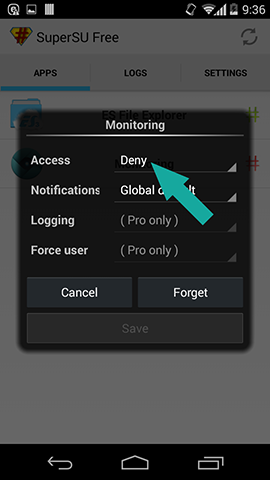 9:36
SuperSU Free
APPS
LOGS
SETTINGS
ES File Explorer
Monitoring
Access
Deny
Notifications
Global
Logging
( Pro only )
Force user
( Pro only )
Cancel
Forget
Save